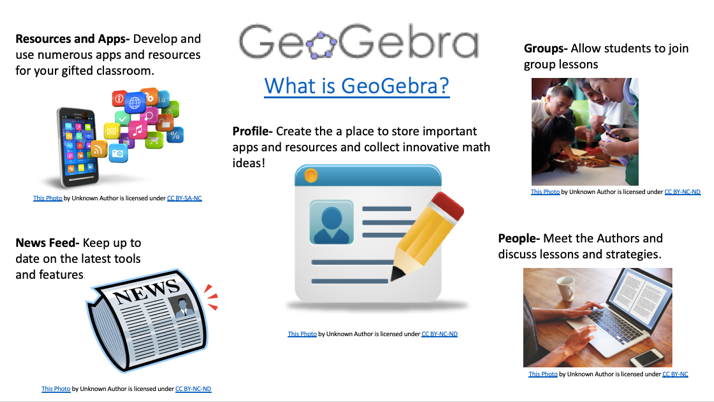 GeoGebra
What is GeoGebra?
Resources and Apps- Develop and
use numerous apps and resources
for your gifted classroom.
This Photo by Unknown Author is licensed under CC BY-SA-NC
News Feed- Keep up to
date on the latest tools
and features
NEWS
This Photo by Unknown Author is licensed under CC BY-NC-ND
Profile- Create the a place to store important
apps and resources and collect innovative math
ideas!
This Photo by Unknown Author is licensed under CC BY-NC-ND
Groups- Allow students to join
group lessons
This Photo by Unknown Author is licensed under CC BY-NC-ND
People- Meet the Authors and
discuss lessons and strategies.
This Photo by Unknown Author is licensed under CC BY-NC